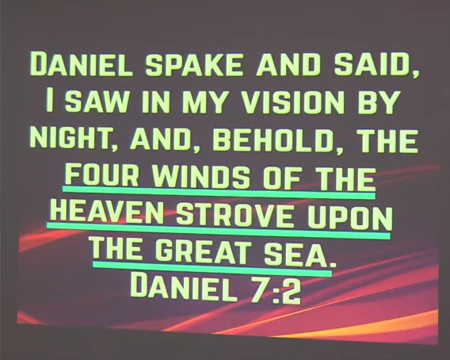 DANIEL SPAKE AND SAID,
I SAW IN MY VISION BY
NIGHT, AND, BEHOLD, THE
FOUR WINDS OF THE
HEAVEN STROVE UPON
THE GREAT SEA.
DANIEL 7:2